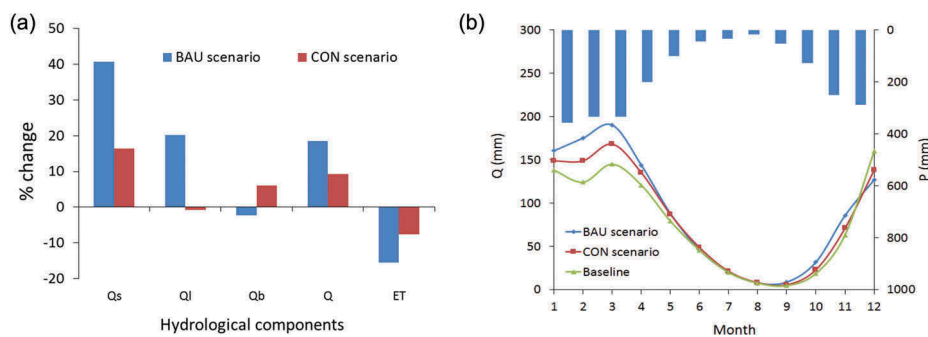 (a)
50
40
30
20
10
0
-10
-20
% change
BAU scenario
CON scenario
Qs
Ql
Qb
Q
ET
Hydrological components
(b)
300
250
200
150
100
50
0
Q (mm)
BAU scenario
CON scenario
Baseline
1 2 3 4 5 6 7 8 9 10 11 12
Month
0
200
400
600
800
1000
P (mm)